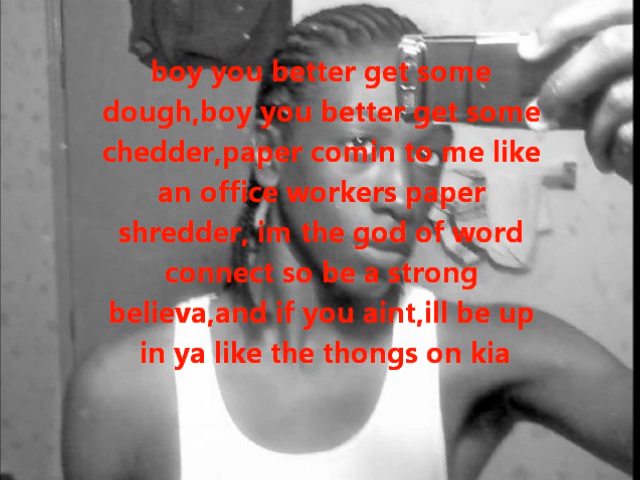 boy you better get some
dough,boy you better get some
chedder,paper comin to me like
an office workers paper
shredder, im the god of word
connect so be a strong
believa,and if you aint,ill be up
in ya like the thongs on kia